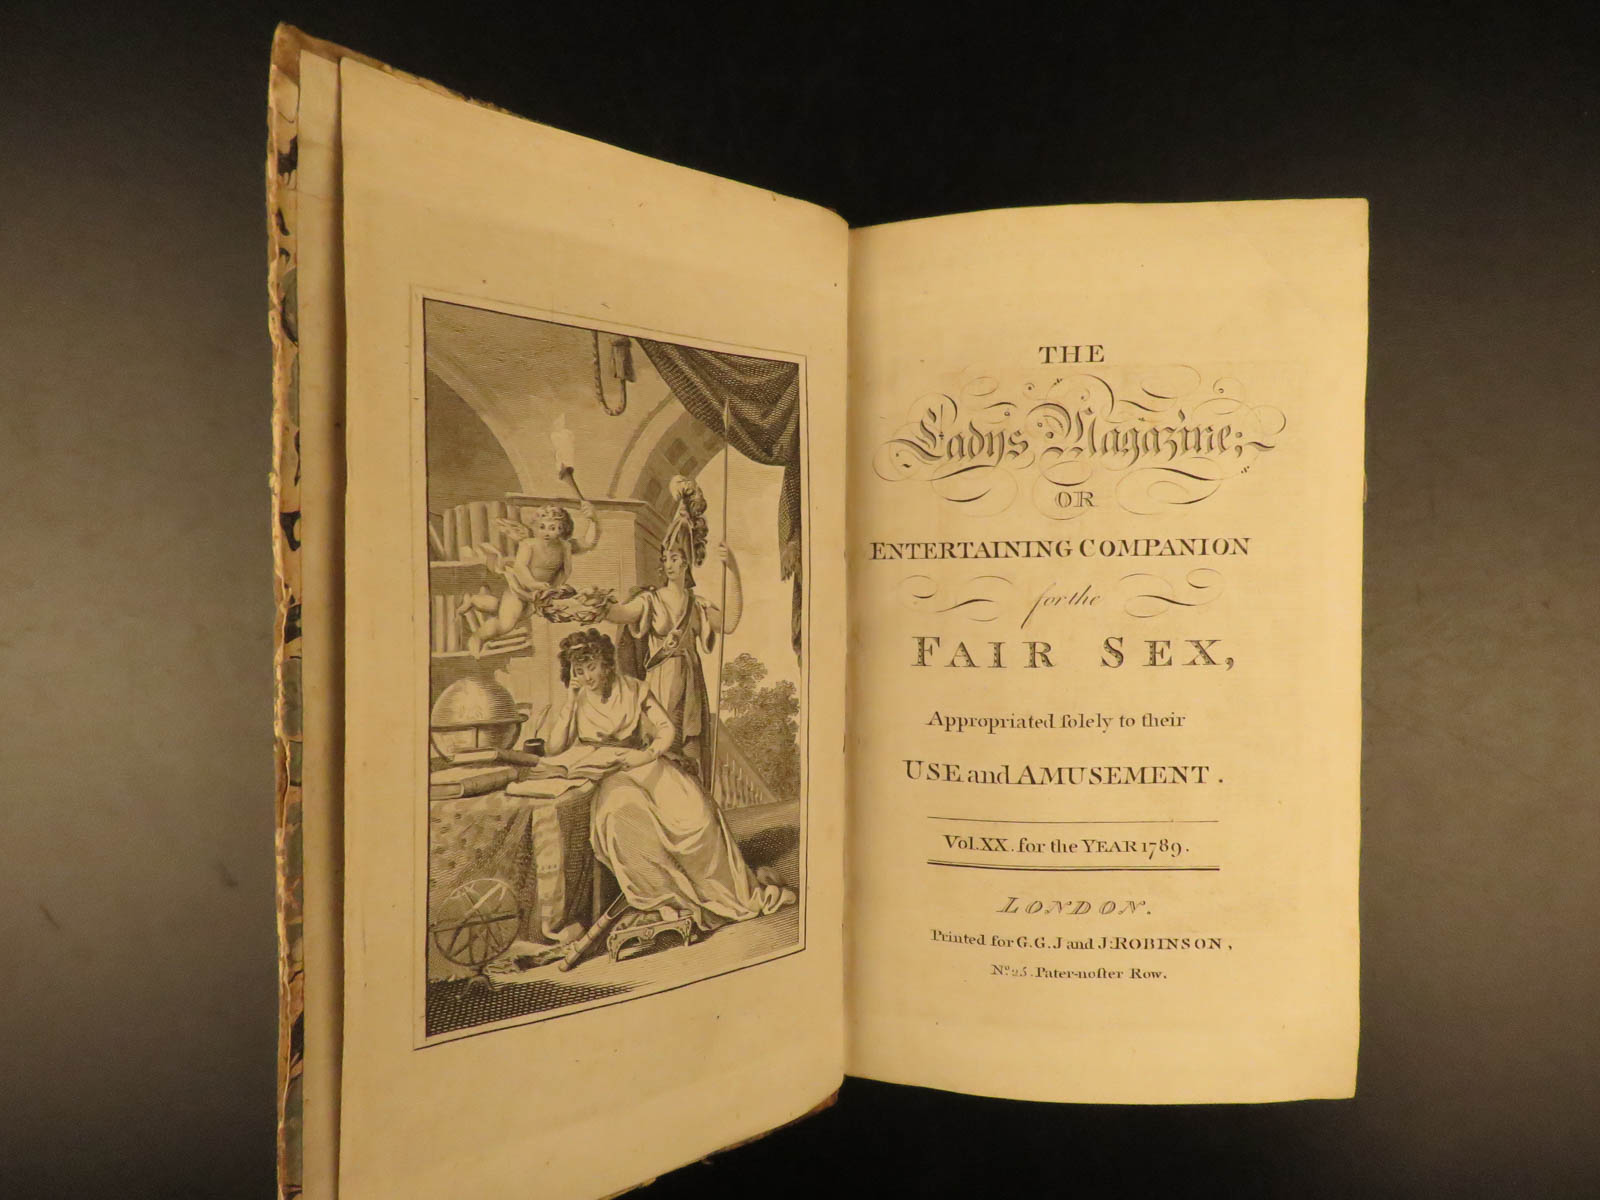 THE
Lady's Magazine;
OR
ENTERTAINING COMPANION
for the
FAIR SEX,
Appropriated ſolely to their
USE and AMUSEMENT.
Vol. XX. for the YEAR 1789.
LONDON.
Printed for G.G.J and J: ROBINSON,
No. 25. Pater-noſter Row.